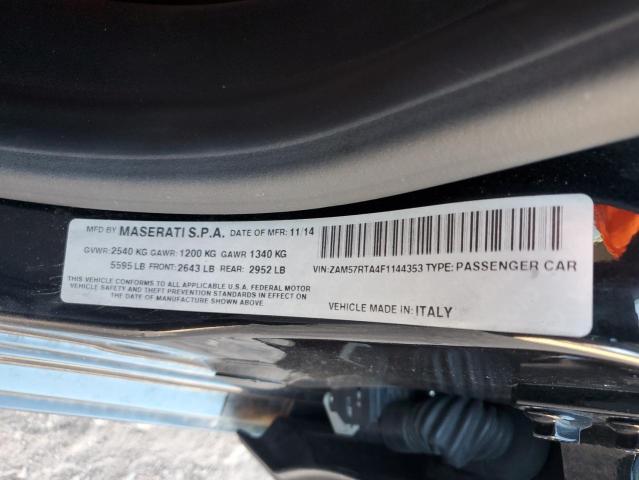 MFD BY MASERATI S.P.A. DATE OF MFR: 11/14
GVWR: 2540 KG GAWR: 1200 KG GAWR 1340 KG
5595 LB FRONT: 2643 LB REAR: 2952 LB
THIS VEHICLE CONFORMS TO ALL APPLICABLE U.S. FEDERAL MOTOR
VEHICLE SAFETY AND THEFT PREVENTION STANDARDS IN EFFECT ON
THE DATE OF MANUFACTURE SHOWN ABOVE.
VIN: ZAM57RTA4F1144353 TYPE: PASSENGER CAR
VEHICLE MADE IN: ITALY